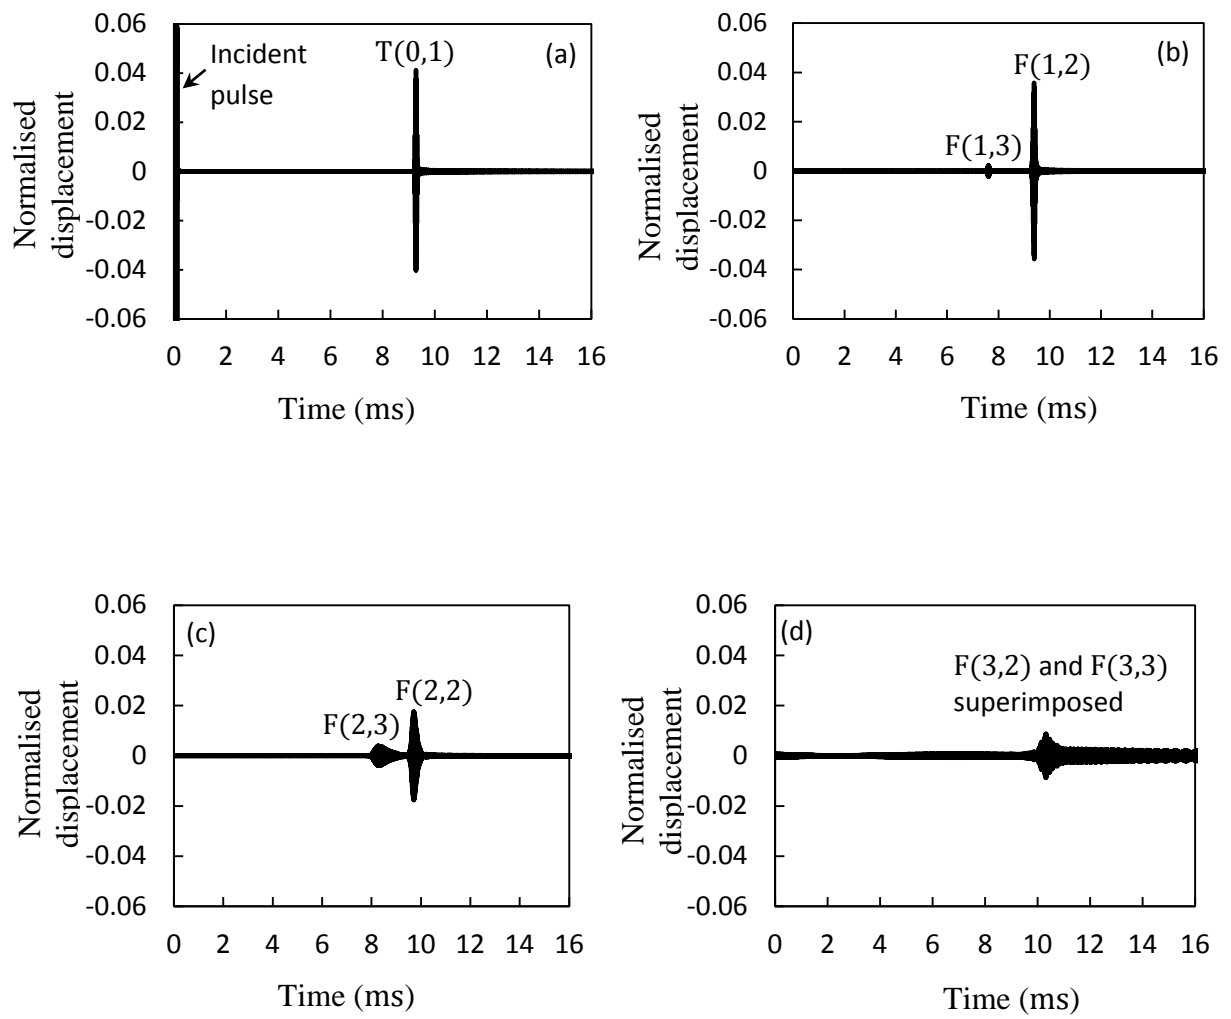 0.06
0.04
0.02
0
-0.02
-0.04
-0.06
Normalised
displacement
Incident
pulse
T(0,1)
(a)
0 2 4 6 8 10 12 14 16
Time (ms)
0.06
0.04
0.02
0
-0.02
-0.04
-0.06
Normalised
displacement
F(1,2)
(b)
F(1,3)
0 2 4 6 8 10 12 14 16
Time (ms)
0.06
0.04
0.02
0
-0.02
-0.04
-0.06
Normalised
displacement
(c)
F(2,2)
F(2,3)
0 2 4 6 8 10 12 14 16
Time (ms)
0.06
0.04
0.02
0
-0.02
-0.04
-0.06
Normalised
displacement
(d)
F(3,2) and F(3,3)
superimposed
0 2 4 6 8 10 12 14 16
Time (ms)